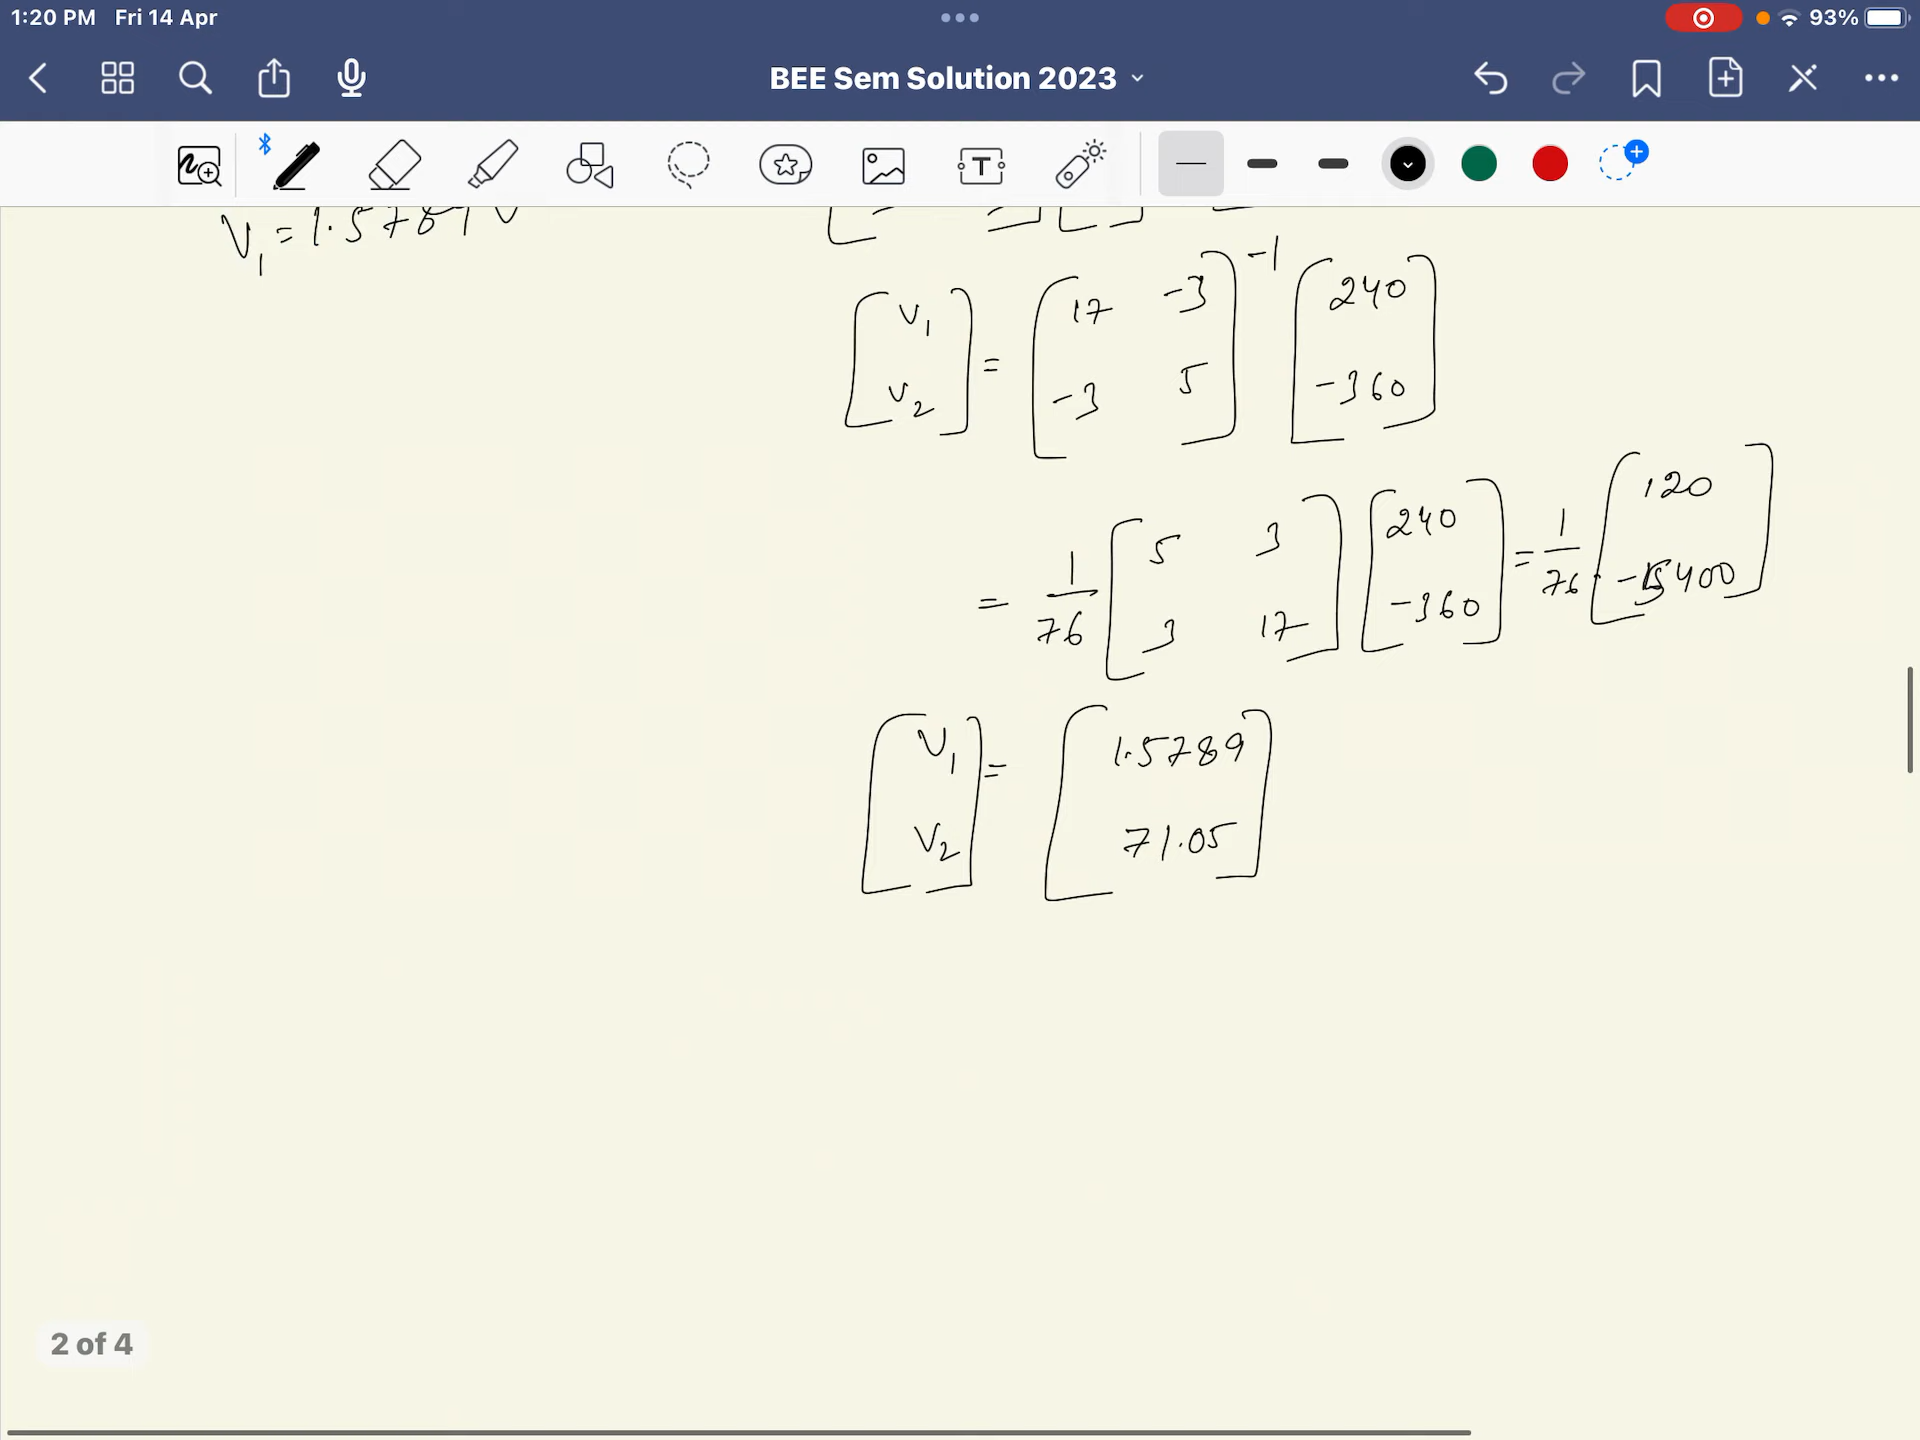 1:20 PM Fri 14 Apr 93%
BEE Sem Solution 2023
V₁ = 1.5789 V
[V₁ V₂] = [17 -3; -3 5]⁻¹ [240 -360]
= 1/76 [5 3; 3 17] [240 -360] = 1/76 [120 -5400]
[V₁ V₂] = [1.5789 71.05]
2 of 4